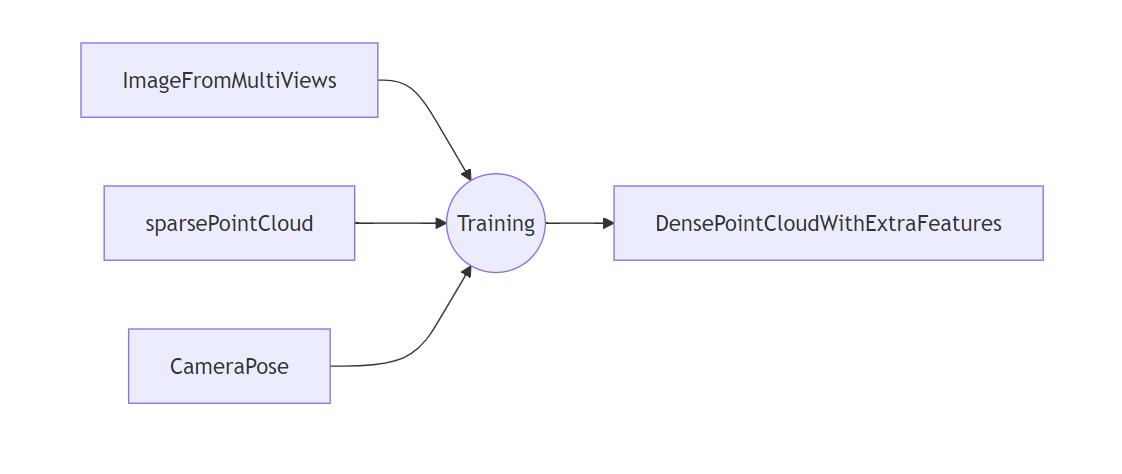 ImageFromMultiViews
sparsePointCloud
Training
DensePointCloudWithExtraFeatures
CameraPose